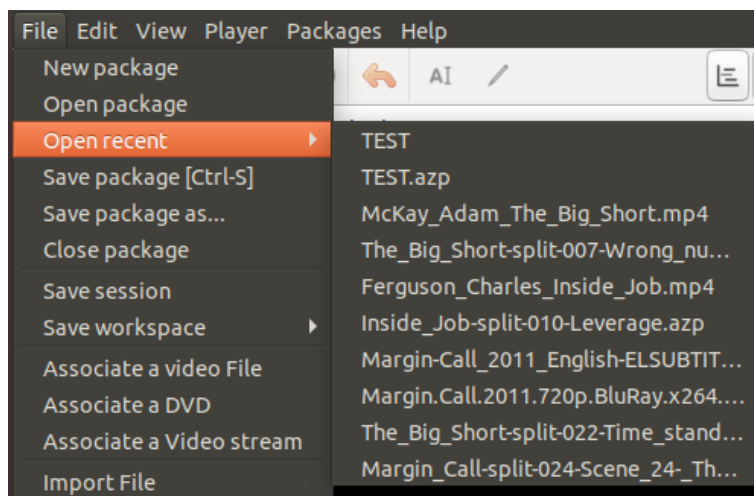 File Edit View Player Packages Help
New package
Open package
Open recent
Save package [Ctrl-S]
Save package as...
Close package
Save session
Save workspace
Associate a video File
Associate a DVD
Associate a Video stream
Import File
AI
TEST
TEST.azp
McKay_Adam_The_Big_Short.mp4
The_Big_Short-split-007-Wrong_nu...
Ferguson_Charles_Inside_Job.mp4
Inside_Job-split-010-Leverage.azp
Margin-Call_2011_English-ELSUBTIT...
Margin.Call.2011.720p.BluRay.x264....
The_Big_Short-split-022-Time_stand...
Margin_Call-split-024-Scene_24-_Th...